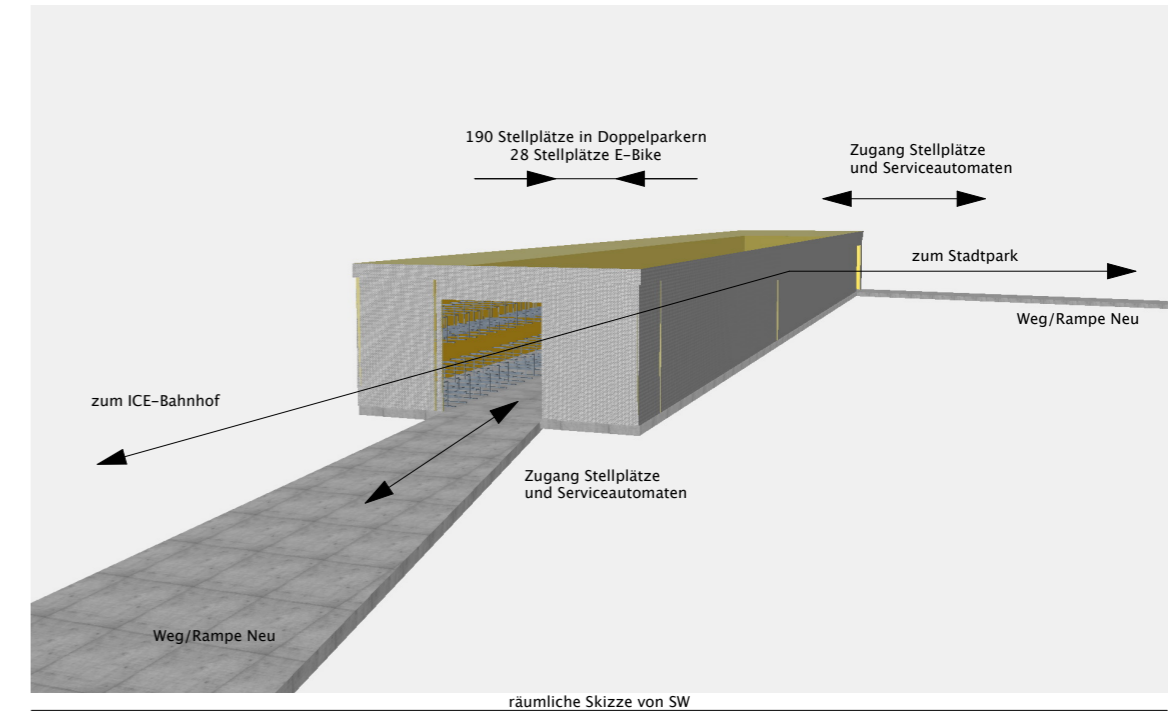 190 Stellplätze in Doppelparkern
28 Stellplätze E-Bike
Zugang Stellplätze
und Serviceautomaten
zum Stadtpark
Weg/Rampe Neu
zum ICE-Bahnhof
Zugang Stellplätze
und Serviceautomaten
Weg/Rampe Neu
räumliche Skizze von SW